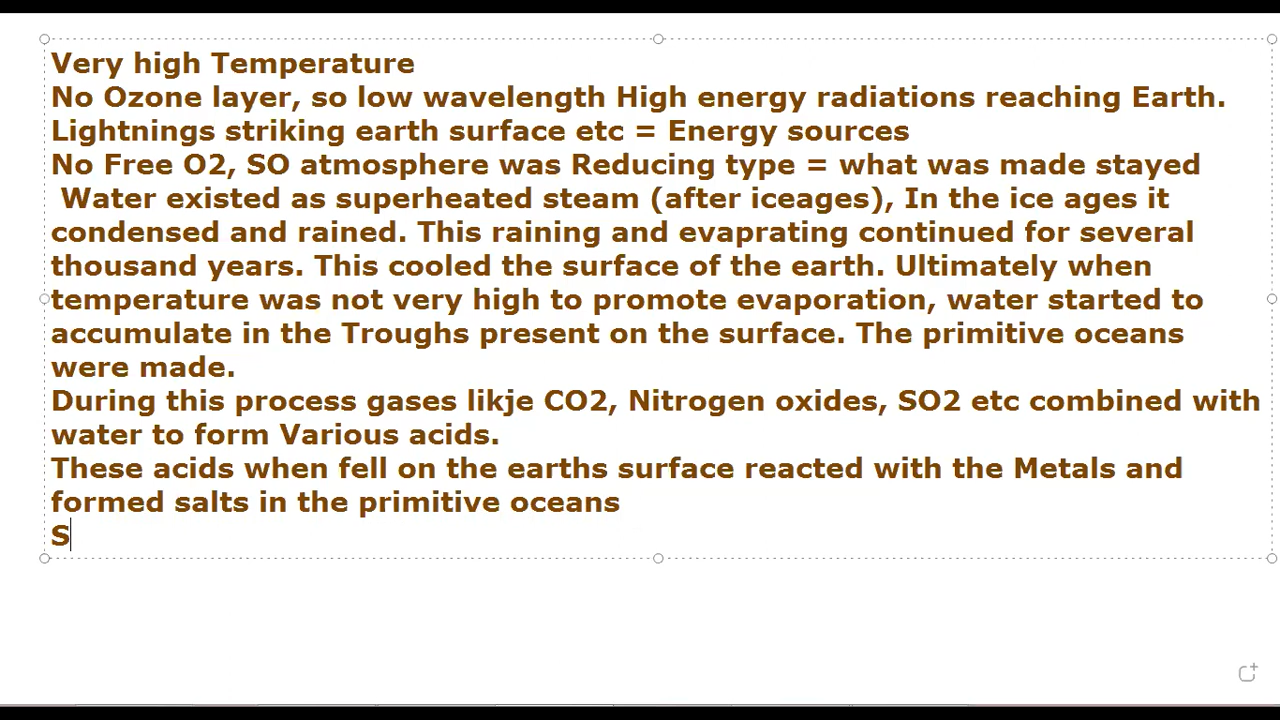 Very high Temperature
No Ozone layer, so low wavelength High energy radiations reaching Earth.
Lightnings striking earth surface etc = Energy sources
No Free O2, SO atmosphere was Reducing type = what was made stayed
Water existed as superheated steam (after iceages), In the ice ages it
condensed and rained. This raining and evaprating continued for several
thousand years. This cooled the surface of the earth. Ultimately when
temperature was not very high to promote evaporation, water started to
accumulate in the Troughs present on the surface. The primitive oceans
were made.
During this process gases likje CO2, Nitrogen oxides, SO2 etc combined with
water to form Various acids.
These acids when fell on the earths surface reacted with the Metals and
formed salts in the primitive oceans
S